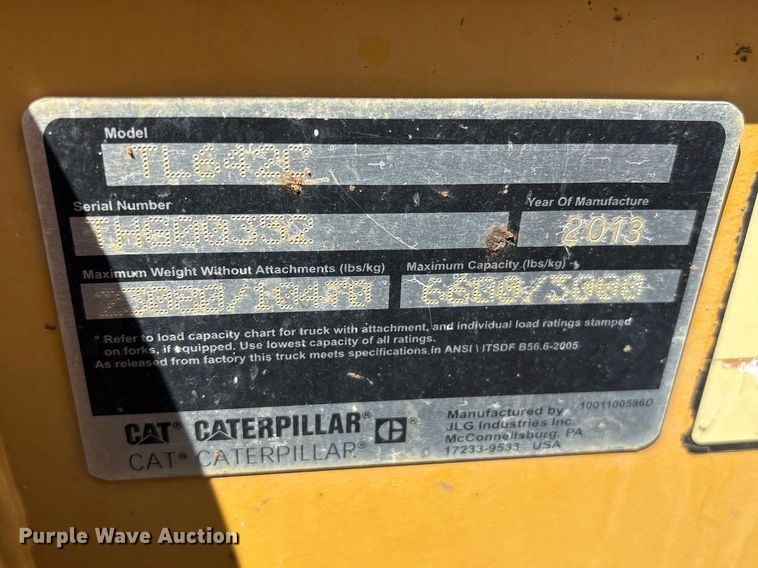 Model
TL642C
Serial Number
Year Of Manufacture
THG00352
2013
Maximum Weight Without Attachments (lbs/kg)
Maximum Capacity (lbs/kg)
6600/3000
* Refer to load capacity chart for truck with attachment, and individual load ratings stamped
on forks, if equipped. Use lowest capacity of all ratings.
As released from factory this truck meets specifications in ANSI \ ITSDF B56.6-2005
CAT® CATERPILLAR®
CAT® CATERPILLAR®
Manufactured by
JLG Industries Inc.
McConnellsburg, PA
17233-9533 USA
1001100586D
Purple Wave Auction